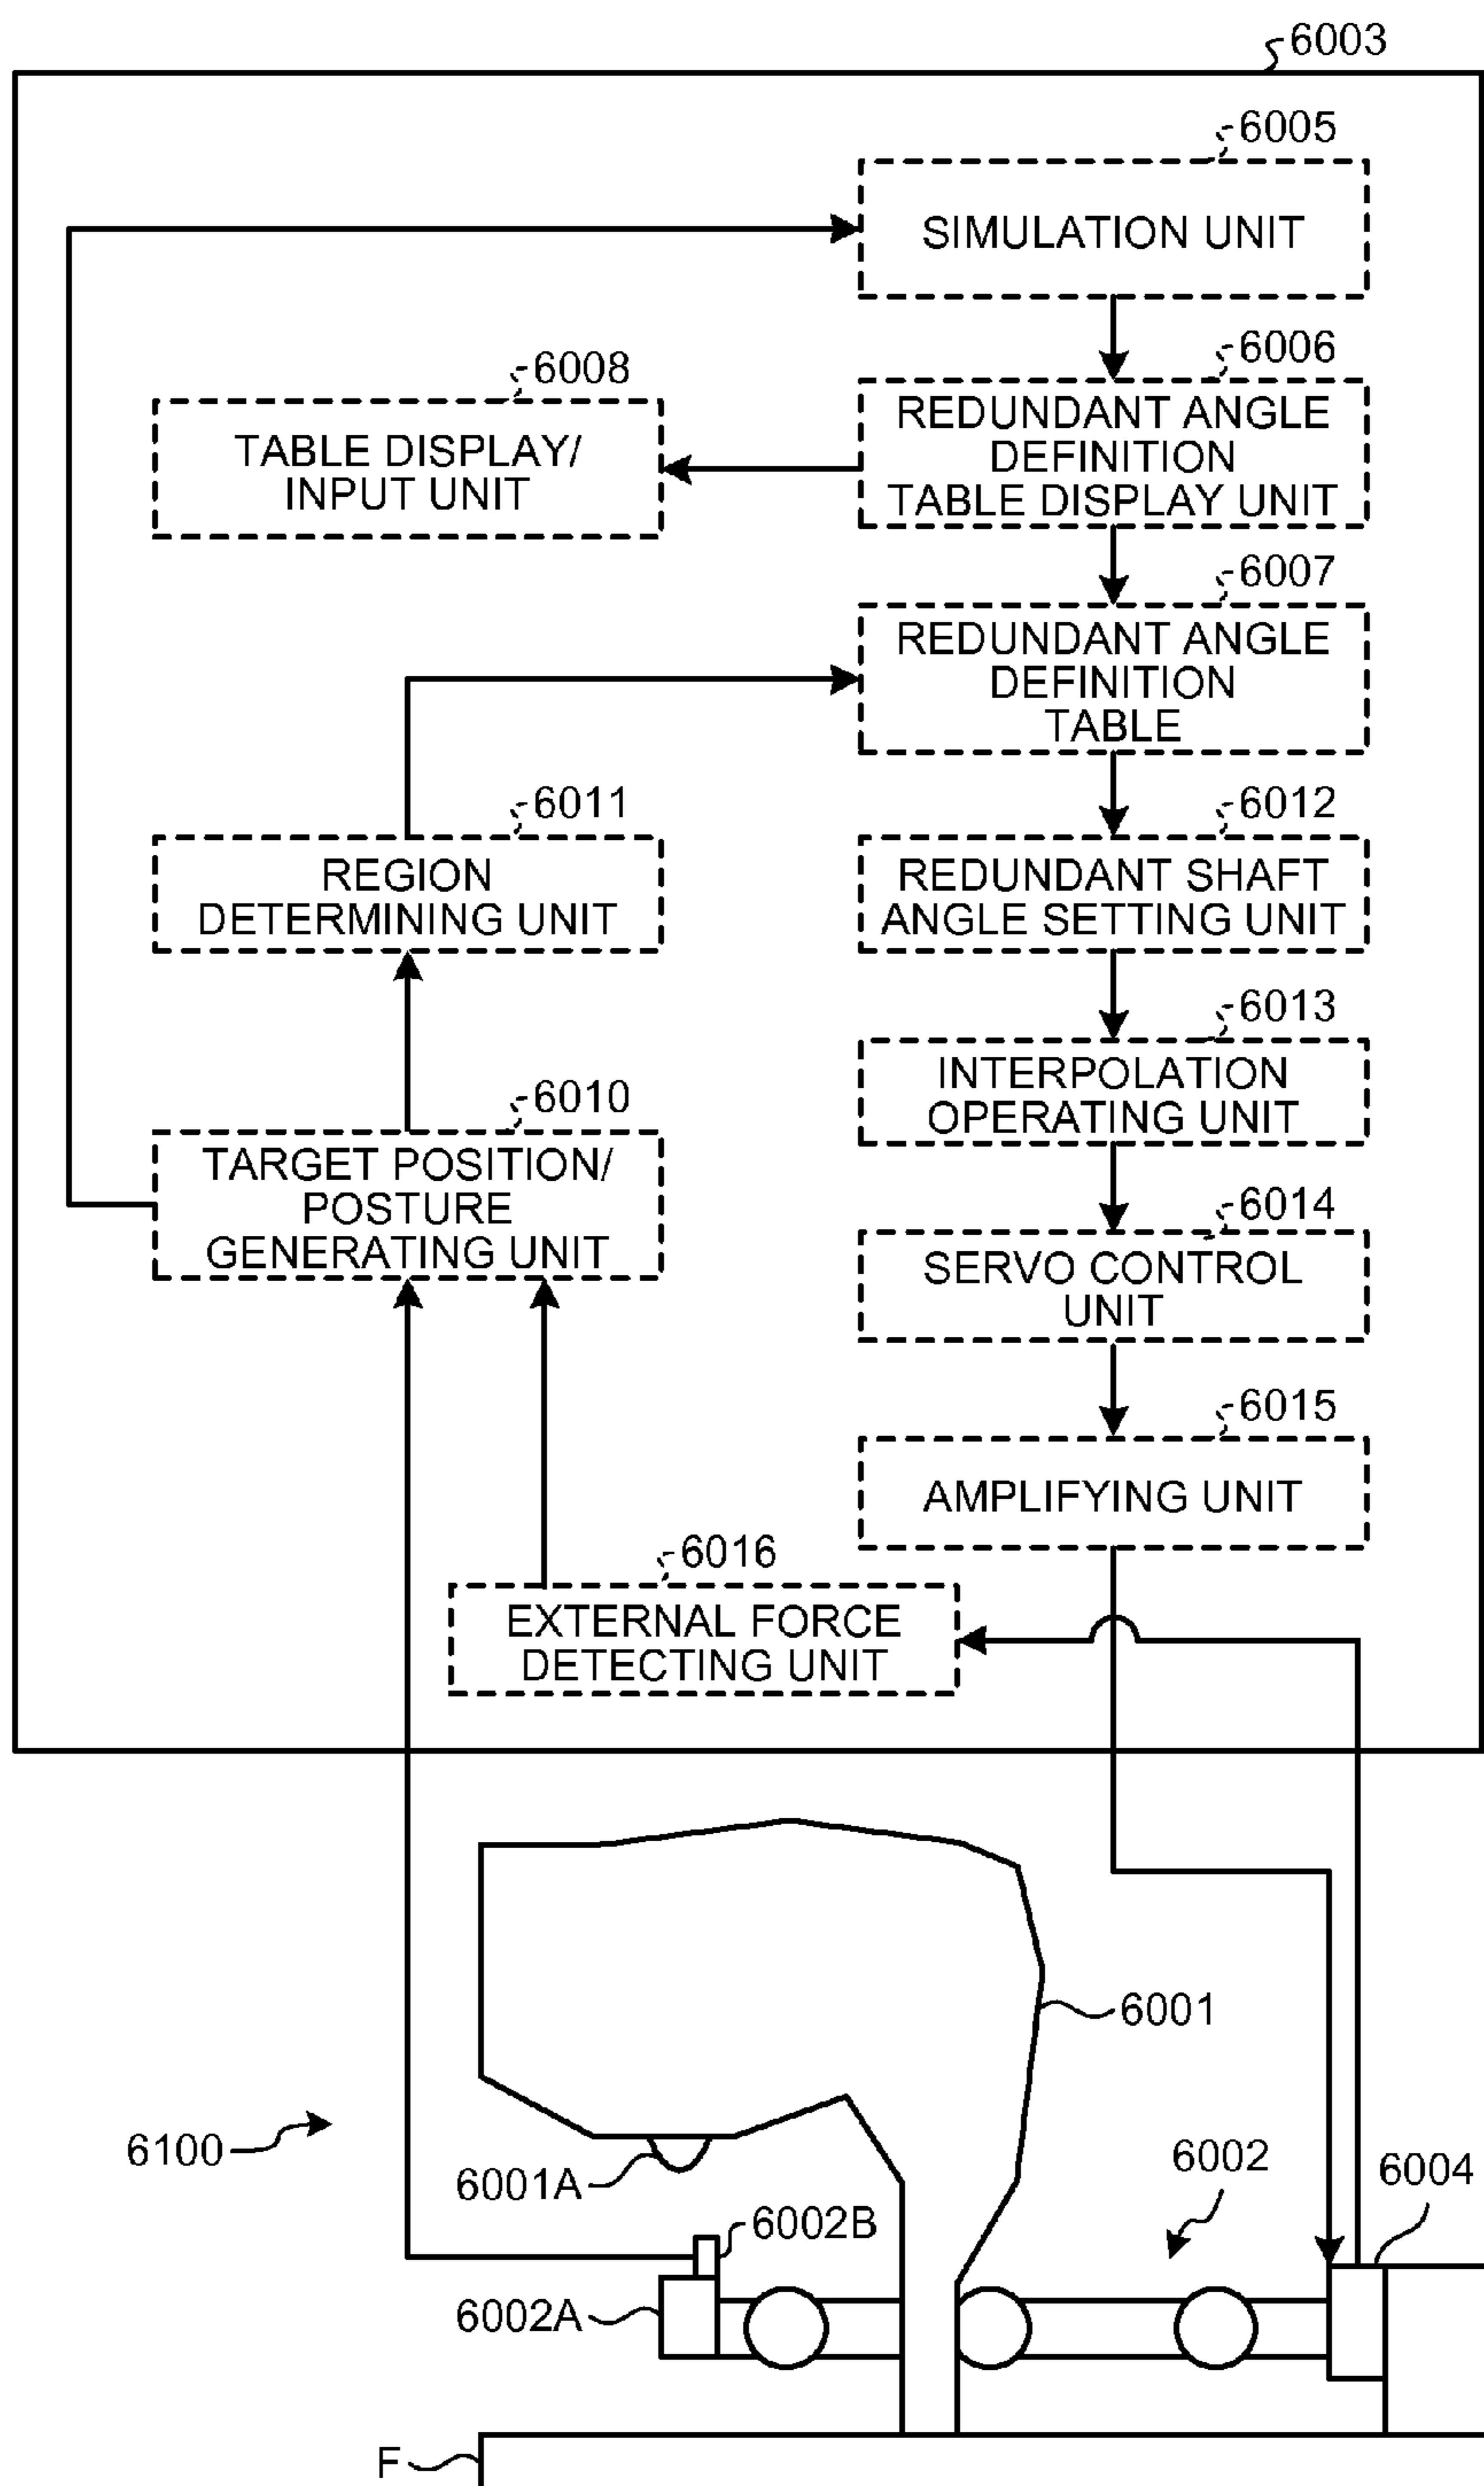 6003
6005
SIMULATION UNIT
6006
REDUNDANT ANGLE
DEFINITION
TABLE DISPLAY UNIT
6008
TABLE DISPLAY/
INPUT UNIT
6007
REDUNDANT ANGLE
DEFINITION
TABLE
6011
REGION
DETERMINING UNIT
6012
REDUNDANT SHAFT
ANGLE SETTING UNIT
6013
INTERPOLATION
OPERATING UNIT
6010
TARGET POSITION/
POSTURE
GENERATING UNIT
6014
SERVO CONTROL
UNIT
6015
AMPLIFYING UNIT
6016
EXTERNAL FORCE
DETECTING UNIT
6001
6100
6001A
6002
6004
6002B
6002A
F